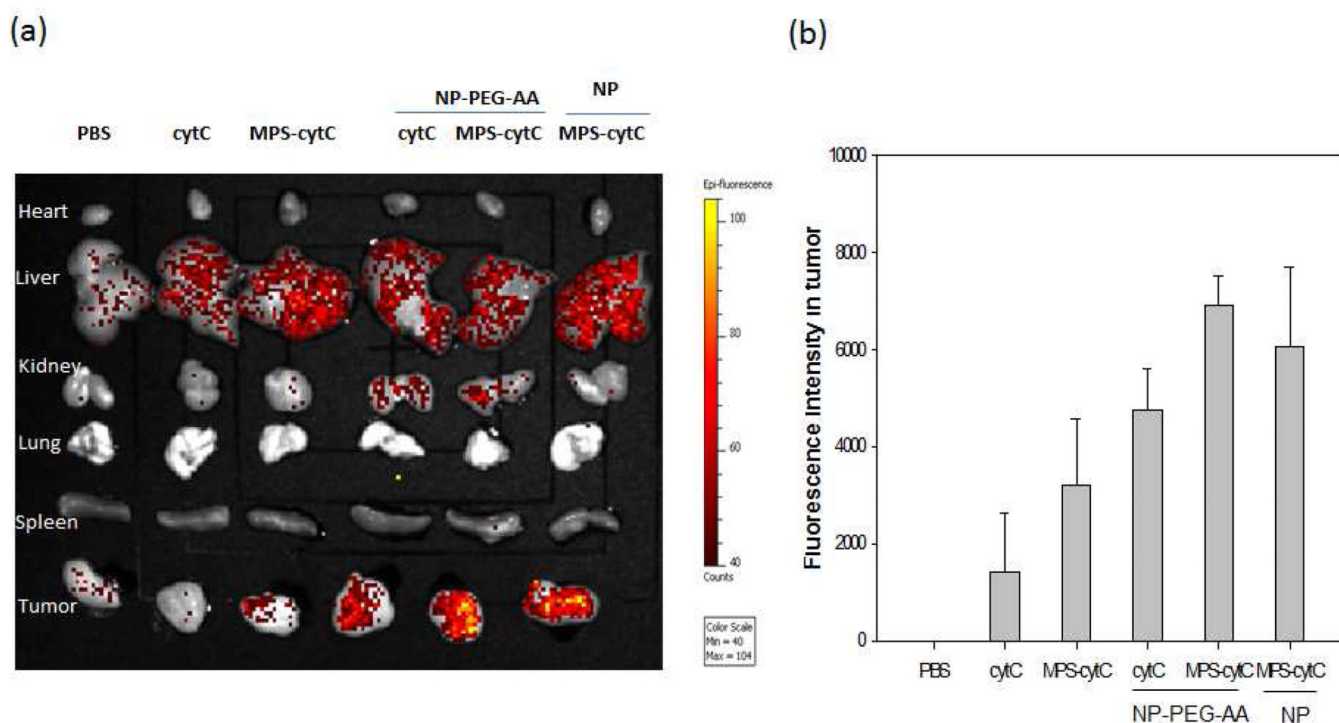 (a)
NP-PEG-AA NP
PBS cytC MPS-cytC cytC MPS-cytC MPS-cytC
Heart
Liver
Kidney
Lung
Spleen
Tumor
Epi-fluorescence
100
80
60
40
Counts
Color Scale
Min = 40
Max = 104
(b)
Fluorescence Intensity in tumor
10000
8000
6000
4000
2000
0
PBS cytC MPS-cytC cytC MPS-cytC MPS-cytC
NP-PEG-AA NP